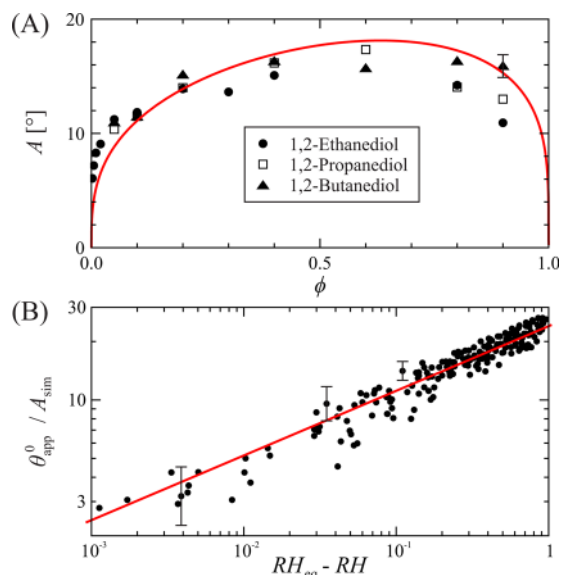 (A)
20
10
0
A [°]
1,2-Ethanediol
1,2-Propanediol
1,2-Butanediol
0.0 0.5 1.0
ϕ
(B)
30
10
3
θ⁰app / Asim
10⁻³ 10⁻² 10⁻¹ 1
RHeq - RH